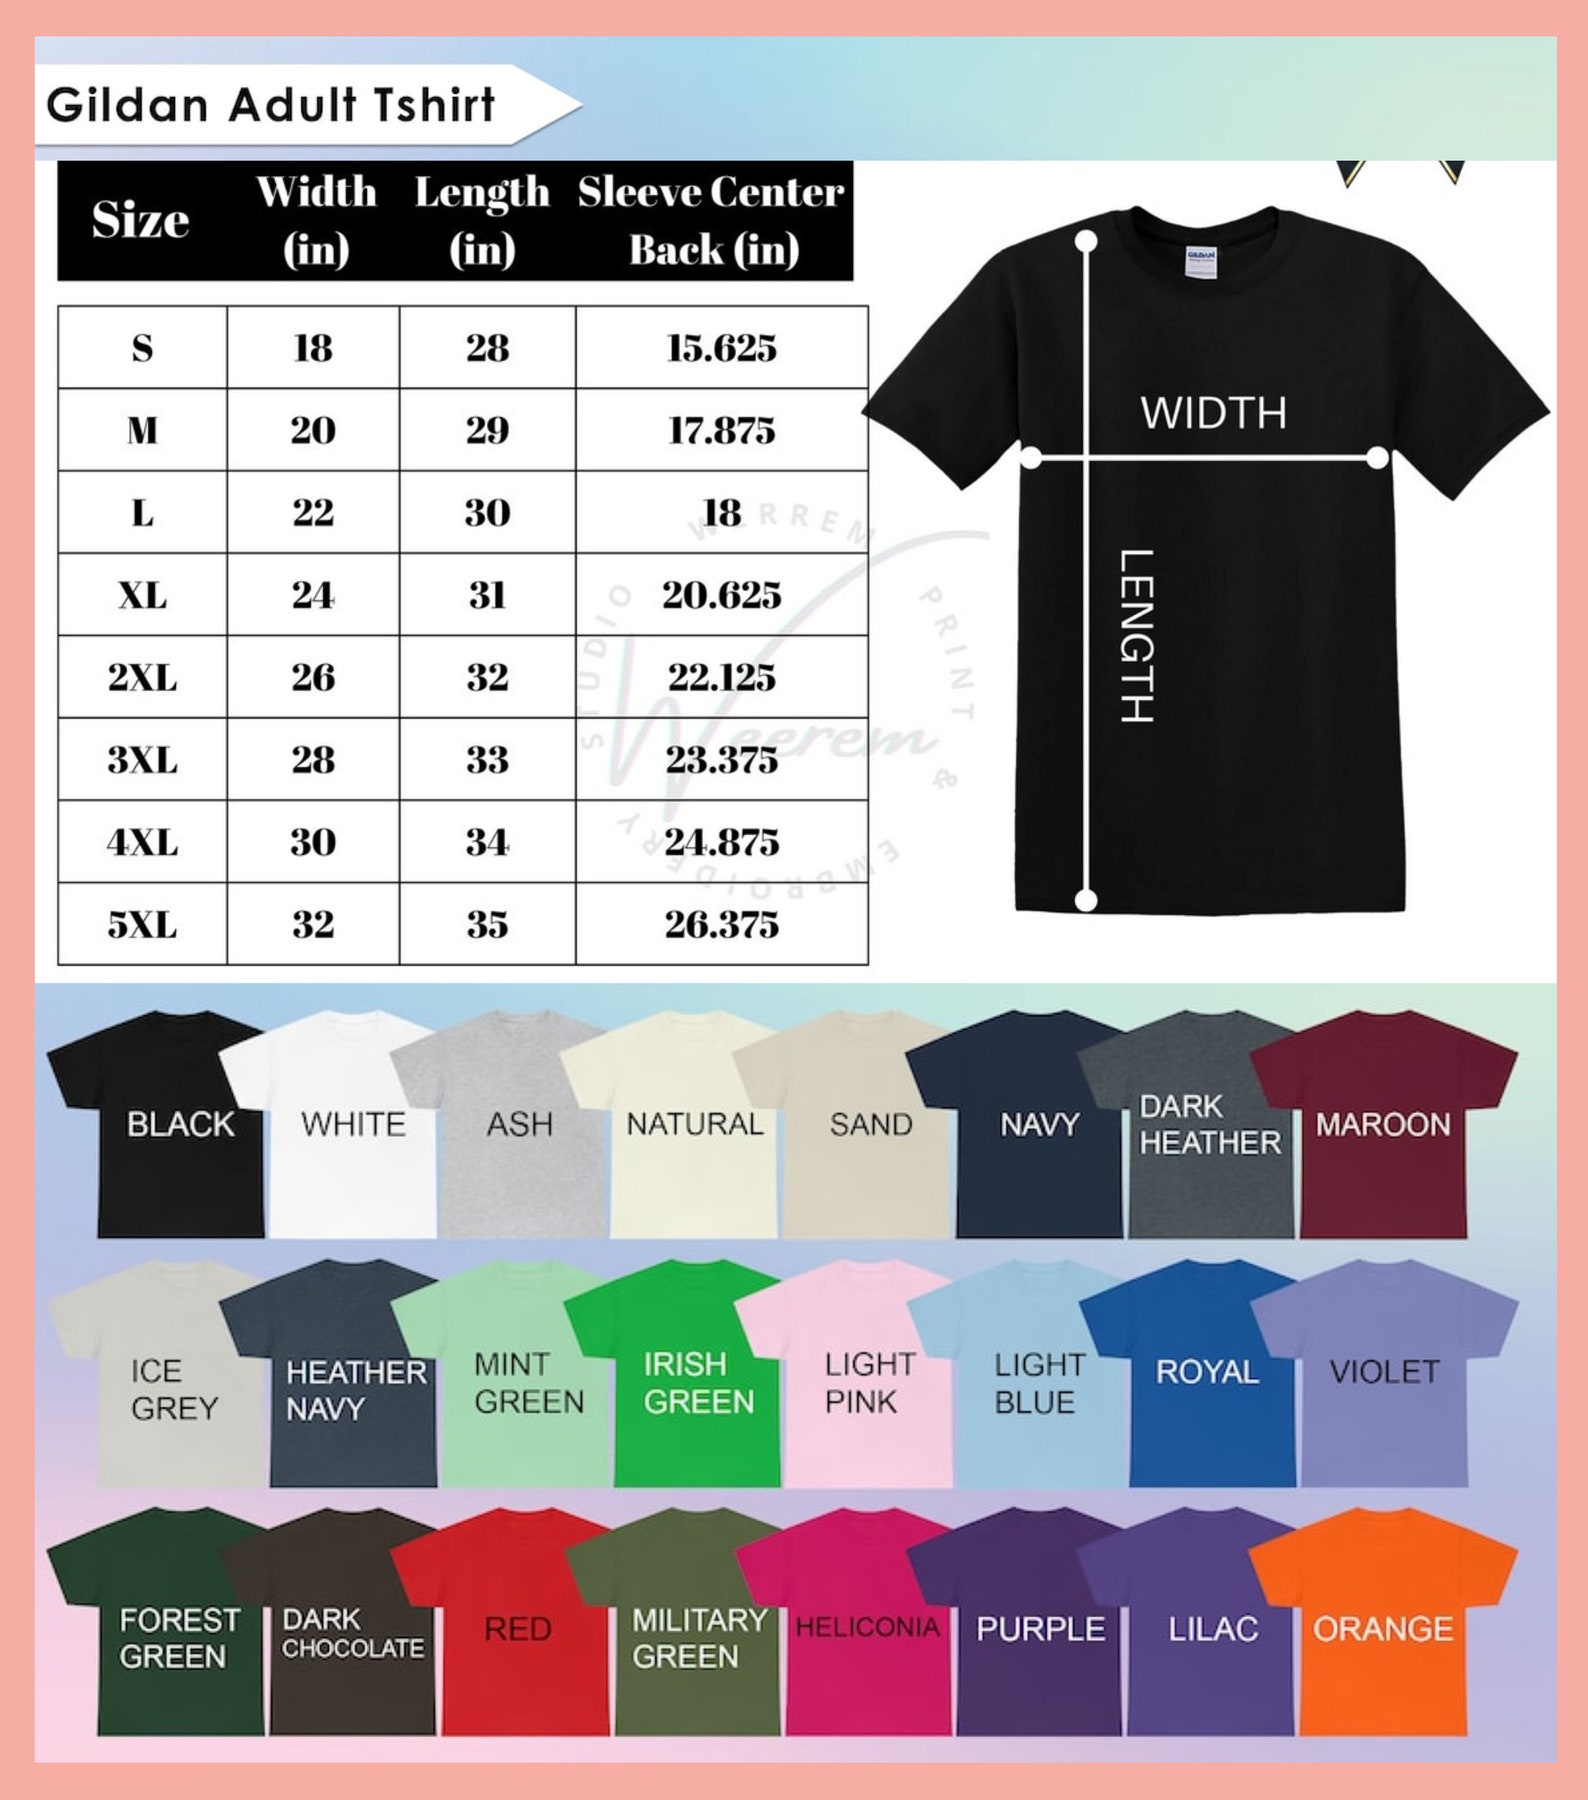 Gildan Adult Tshirt
Size Width (in) Length (in) Sleeve Center Back (in)
S 18 28 15.625
M 20 29 17.875
L 22 30 18
XL 24 31 20.625
2XL 26 32 22.125
3XL 28 33 23.375
4XL 30 34 24.875
5XL 32 35 26.375
WERREM PRINT & EMBROIDERY STUDIO
Weerem
GILDAN
WIDTH
LENGTH
BLACK
WHITE
ASH
NATURAL
SAND
NAVY
DARK
HEATHER
MAROON
ICE
GREY
HEATHER
NAVY
MINT
GREEN
IRISH
GREEN
LIGHT
PINK
LIGHT
BLUE
ROYAL
VIOLET
FOREST
GREEN
DARK
CHOCOLATE
RED
MILITARY
GREEN
HELICONIA
PURPLE
LILAC
ORANGE